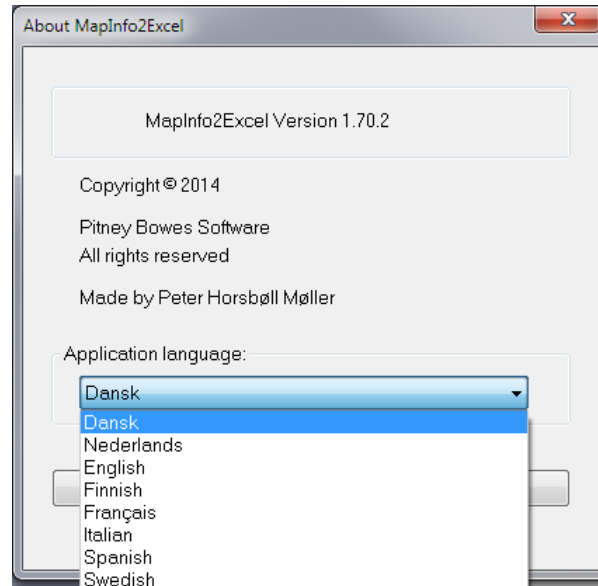 About MapInfo2Excel
MapInfo2Excel Version 1.70.2
Copyright © 2014
Pitney Bowes Software
All rights reserved
Made by Peter Horsbøll Møller
Application language:
Dansk
Dansk
Nederlands
English
Finnish
Français
Italian
Spanish
Swedish